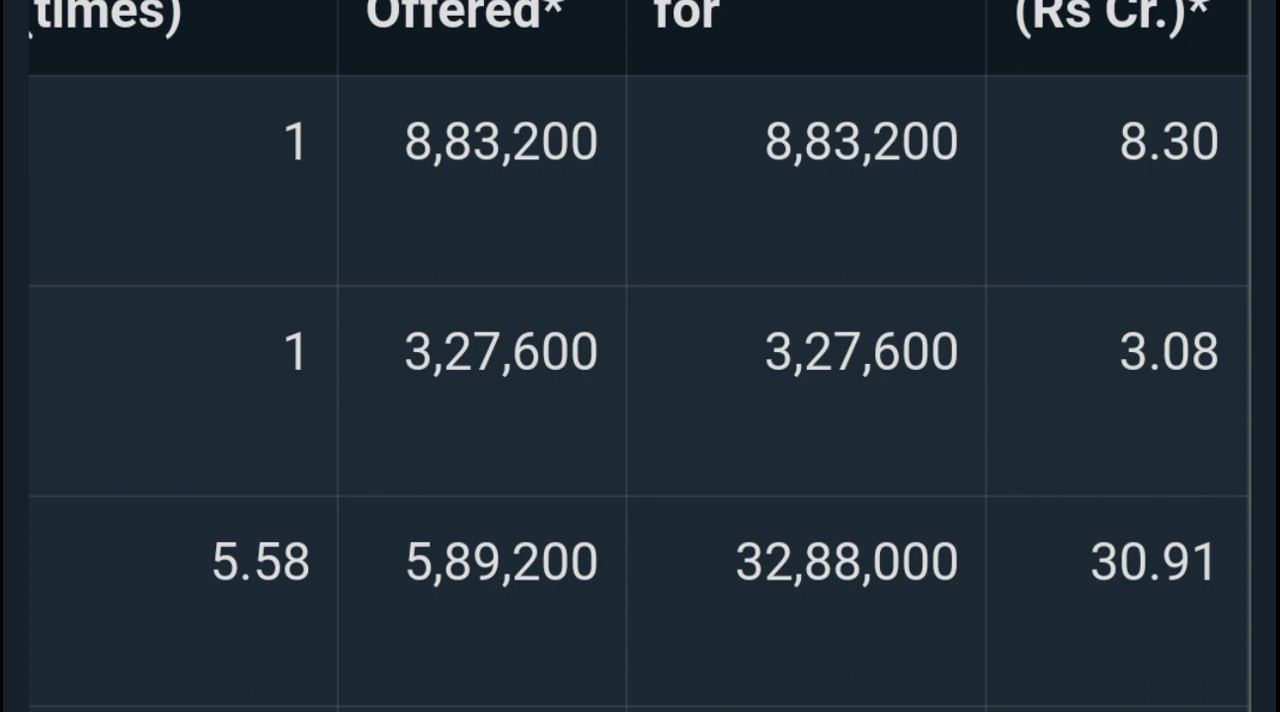 (times) Offered* for (Rs Cr.)*
1 8,83,200 8,83,200 8.30
1 3,27,600 3,27,600 3.08
5.58 5,89,200 32,88,000 30.91